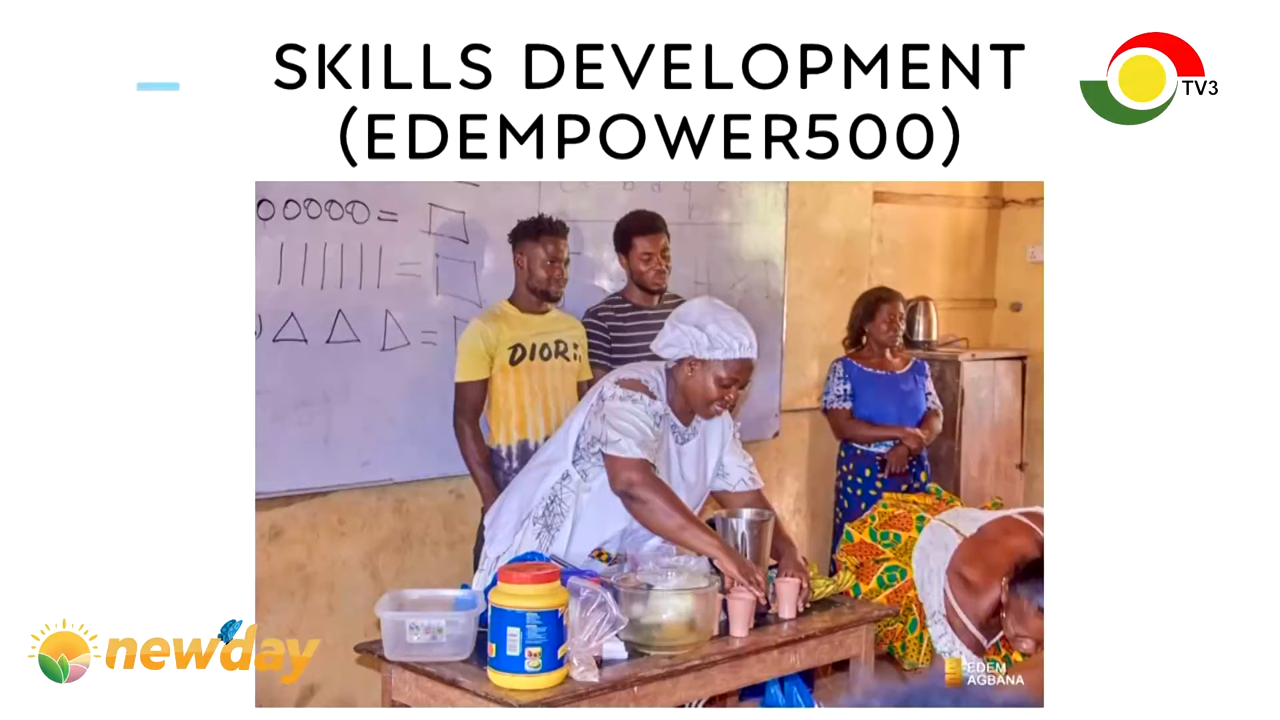 SKILLS DEVELOPMENT
(EDEMPOWER500)
TV3
DIOR
newday
EDEM
AGBANA